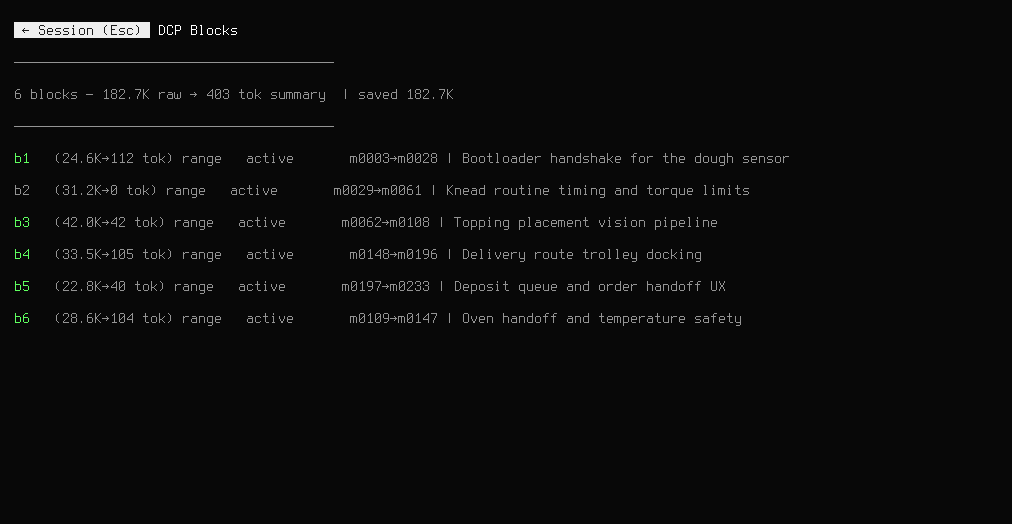 ← Session (Esc) DCP Blocks
6 blocks — 182.7K raw → 403 tok summary | saved 182.7K
b1 (24.6K→112 tok) range active m0003→m0028 | Bootloader handshake for the dough sensor
b2 (31.2K→0 tok) range active m0029→m0061 | Knead routine timing and torque limits
b3 (42.0K→42 tok) range active m0062→m0108 | Topping placement vision pipeline
b4 (33.5K→105 tok) range active m0148→m0196 | Delivery route trolley docking
b5 (22.8K→40 tok) range active m0197→m0233 | Deposit queue and order handoff UX
b6 (28.6K→104 tok) range active m0109→m0147 | Oven handoff and temperature safety